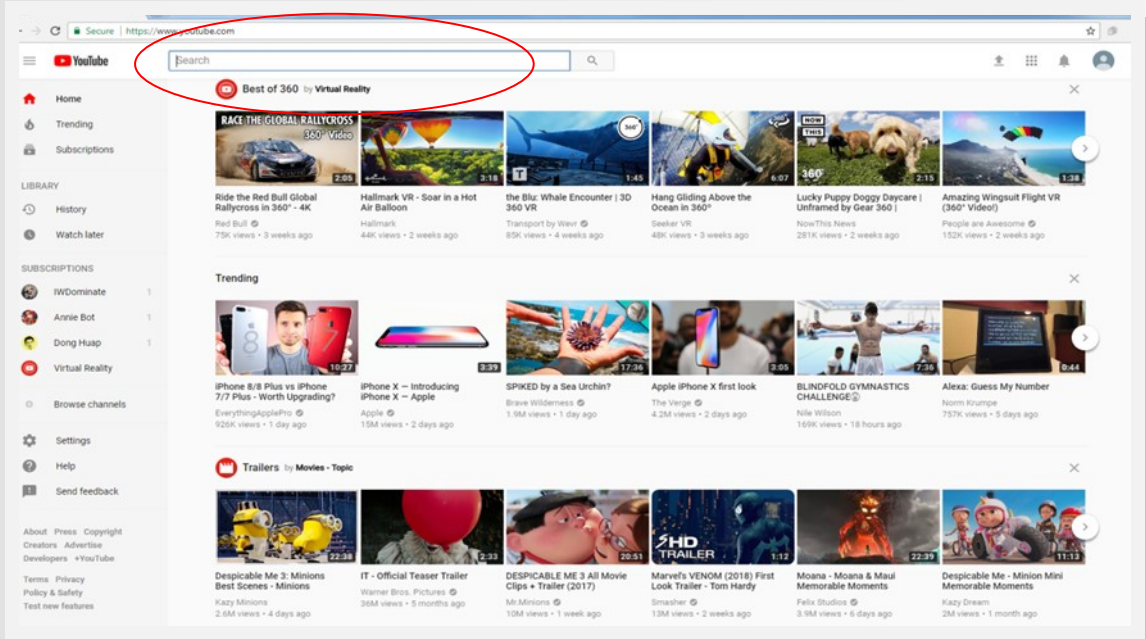 Secure | https://www.youtube.com
YouTube
Search
Home
Trending
Subscriptions
LIBRARY
History
Watch later
SUBSCRIPTIONS
IWDominate 1
Annie Bot 1
Dong Huap 1
Virtual Reality
Browse channels
Settings
Help
Send feedback
About Press Copyright
Creators Advertise
Developers +YouTube
Terms Privacy
Policy & Safety
Test new features
Best of 360 by Virtual Reality
RACE THE GLOBAL RALLYCROSS
360° Video
2:05
Ride the Red Bull Global
Rallycross in 360° - 4K
Red Bull
75K views • 3 weeks ago
3:18
Hallmark VR - Soar in a Hot
Air Balloon
Hallmark
44K views • 2 weeks ago
360°
T
1:45
the Blu: Whale Encounter | 3D
360 VR
Transport by Wevr
85K views • 4 weeks ago
6:07
Hang Gliding Above the
Ocean in 360°
Seeker VR
48K views • 3 weeks ago
NOW
THIS
360°
2:15
Lucky Puppy Doggy Daycare |
Unframed by Gear 360 |
NowThis News
281K views • 2 weeks ago
1:38
Amazing Wingsuit Flight VR
(360° Video!)
People are Awesome
152K views • 2 weeks ago
Trending
10:27
iPhone 8/8 Plus vs iPhone
7/7 Plus - Worth Upgrading?
EverythingApplePro
926K views • 1 day ago
3:39
iPhone X — Introducing
iPhone X — Apple
Apple
15M views • 2 days ago
17:36
SPIKED by a Sea Urchin?
Brave Wilderness
1.9M views • 1 day ago
3:05
Apple iPhone X first look
The Verge
4.2M views • 2 days ago
7:36
BLINDFOLD GYMNASTICS
CHALLENGE
Nile Wilson
169K views • 18 hours ago
0:44
Alexa: Guess My Number
Norm Krumpe
757K views • 5 days ago
Trailers by Movies - Topic
22:38
Despicable Me 3: Minions
Best Scenes - Minions
Kazy Minions
2.6M views • 4 days ago
2:33
IT - Official Teaser Trailer
Warner Bros. Pictures
36M views • 5 months ago
20:51
DESPICABLE ME 3 All Movie
Clips + Trailer (2017)
Mr.Minions
10M views • 1 week ago
HD
TRAILER
1:12
Marvel's VENOM (2018) First
Look Trailer - Tom Hardy
Smasher
13M views • 2 weeks ago
22:39
Moana - Moana & Maui
Memorable Moments
Felix Studios
3.9M views • 6 days ago
11:13
Despicable Me - Minion Mini
Memorable Moments
Kazy Dream
2M views • 1 month ago